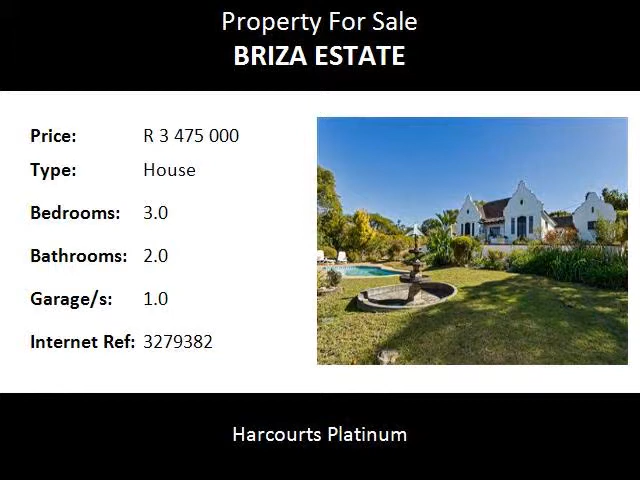 Property For Sale
BRIZA ESTATE
Price: R 3 475 000
Type: House
Bedrooms: 3.0
Bathrooms: 2.0
Garage/s: 1.0
Internet Ref: 3279382
Harcourts Platinum